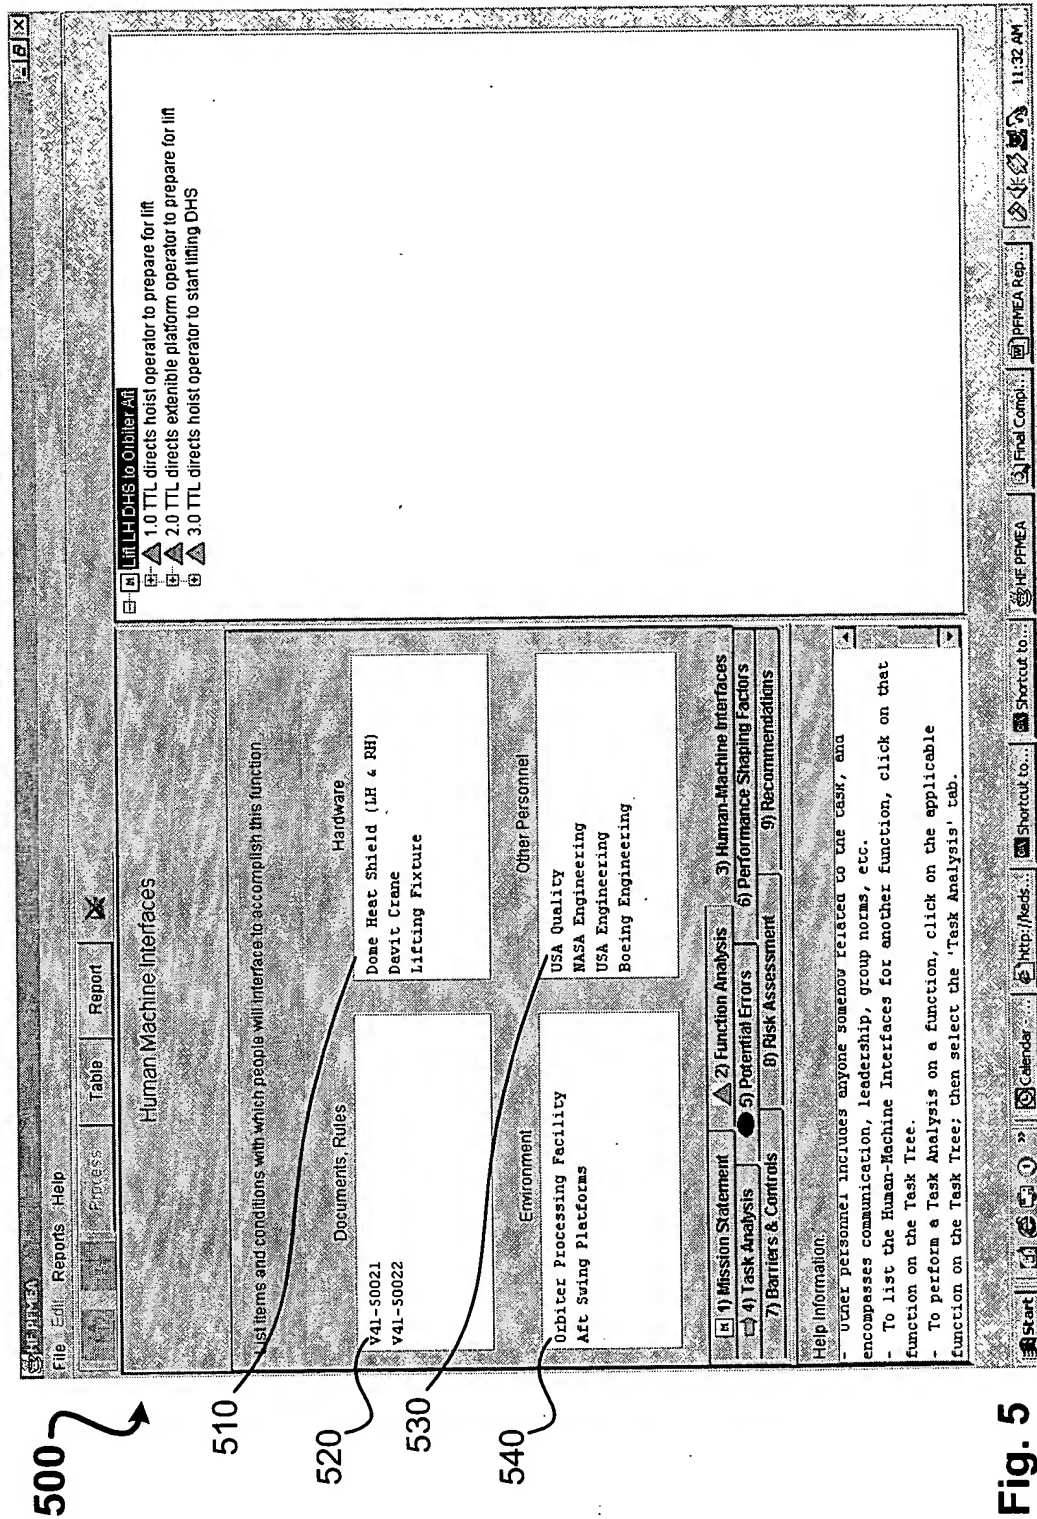 500
HF PFMEA
File Edit Reports Help
Process Table Report
Human Machine Interfaces
List items and conditions with which people will interface to accomplish this function
Documents, Rules
Hardware
510
520
V41-50021
V41-50022
Dome Heat Shield (LH & RH)
Davit Crane
Lifting Fixture
530
Environment
Other Personnel
540
Orbiter Processing Facility
Aft Swing Platforms
USA Quality
NASA Engineering
USA Engineering
Boeing Engineering
M 1) Mission Statement 2) Function Analysis 3) Human-Machine Interfaces
4) Task Analysis 5) Potential Errors 6) Performance Shaping Factors
7) Barriers & Controls 8) Risk Assessment 9) Recommendations
Help Information:
- Other personnel includes anyone somehow related to the task, and
encompasses communication, leadership, group norms, etc.
- To list the Human-Machine Interfaces for another function, click on that
function on the Task Tree.
- To perform a Task Analysis on a function, click on the applicable
function on the Task Tree; then select the 'Task Analysis' tab.
M Lift LH DHS to Orbiter Aft
1.0 TTL directs hoist operator to prepare for lift
2.0 TTL directs extenible platform operator to prepare for lift
3.0 TTL directs hoist operator to start lifting DHS
Start » Calendar ... http://keds... Shortcut to... Shortcut to... HF PFMEA Final Compl... PFMEA Rep... 11:32 AM
Fig. 5